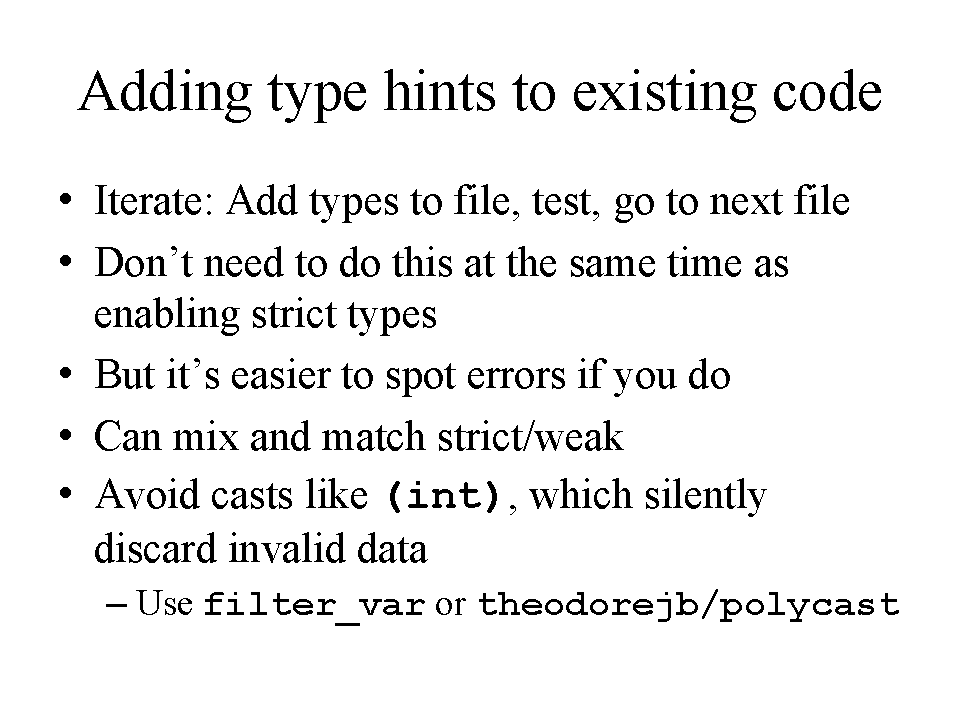 Adding type hints to existing code
• Iterate: Add types to file, test, go to next file
• Don’t need to do this at the same time as
enabling strict types
• But it’s easier to spot errors if you do
• Can mix and match strict/weak
• Avoid casts like (int), which silently
discard invalid data
– Use filter_var or theodorejb/polycast